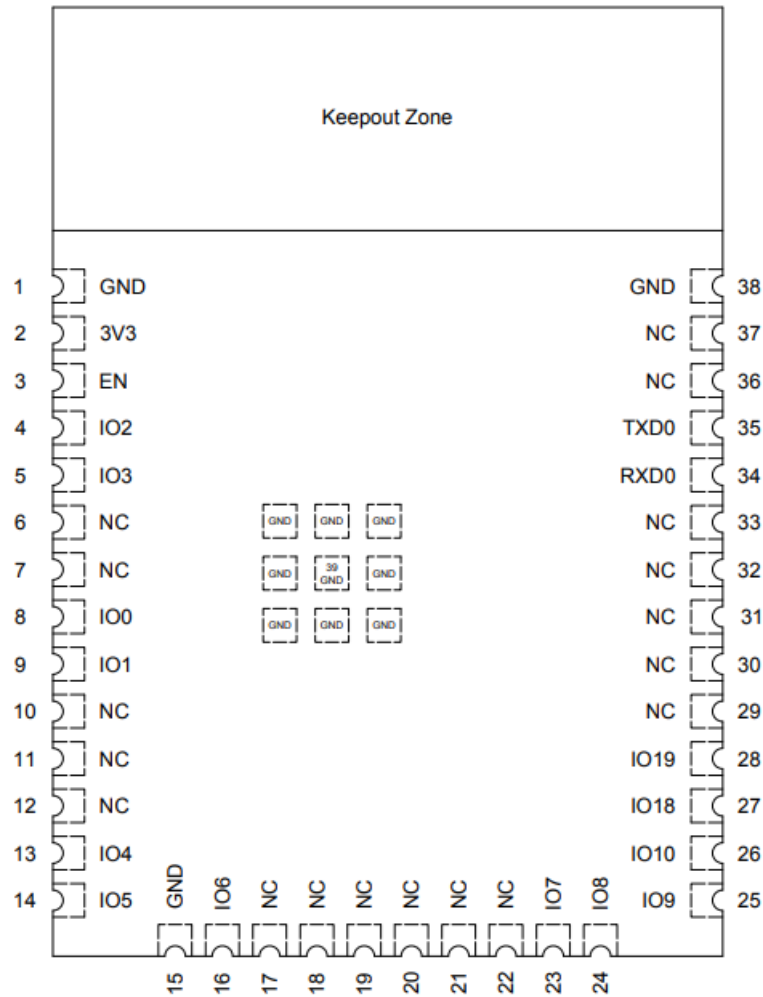 Keepout Zone
1 GND GND 38
2 3V3 NC 37
3 EN NC 36
4 IO2 TXD0 35
5 IO3 RXD0 34
6 NC GND GND GND NC 33
7 NC GND 39 GND GND NC 32
8 IO0 GND GND GND NC 31
9 IO1 NC 30
10 NC NC 29
11 NC IO19 28
12 NC IO18 27
13 IO4 IO10 26
14 IO5 GND IO6 NC NC NC NC NC NC IO7 IO8 IO9 25
15 16 17 18 19 20 21 22 23 24